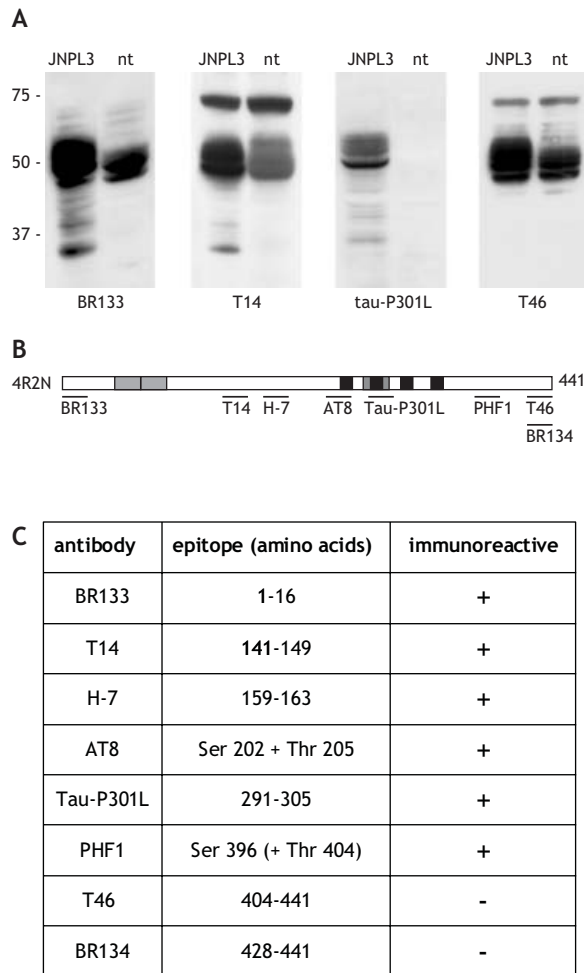 A
JNPL3 nt JNPL3 nt JNPL3 nt JNPL3 nt
75 -
50 -
37 -
BR133 T14 tau-P301L T46
B
4R2N 441
BR133 T14 H-7 AT8 Tau-P301L PHF1 T46
BR134
C
antibody epitope (amino acids) immunoreactive
BR133 1-16 +
T14 141-149 +
H-7 159-163 +
AT8 Ser 202 + Thr 205 +
Tau-P301L 291-305 +
PHF1 Ser 396 (+ Thr 404) +
T46 404-441 -
BR134 428-441 -